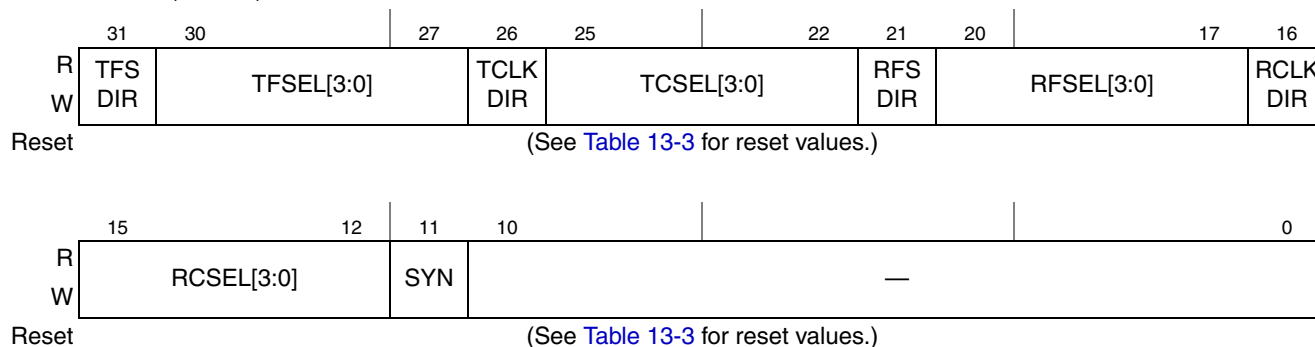 31 30 27 26 25 22 21 20 17 16
R TFS TFSEL[3:0] TCLK TCSEL[3:0] RFS RFSEL[3:0] RCLK
W DIR DIR DIR DIR
Reset (See Table 13-3 for reset values.)
15 12 11 10 0
R RCSEL[3:0] SYN —
W
Reset (See Table 13-3 for reset values.)